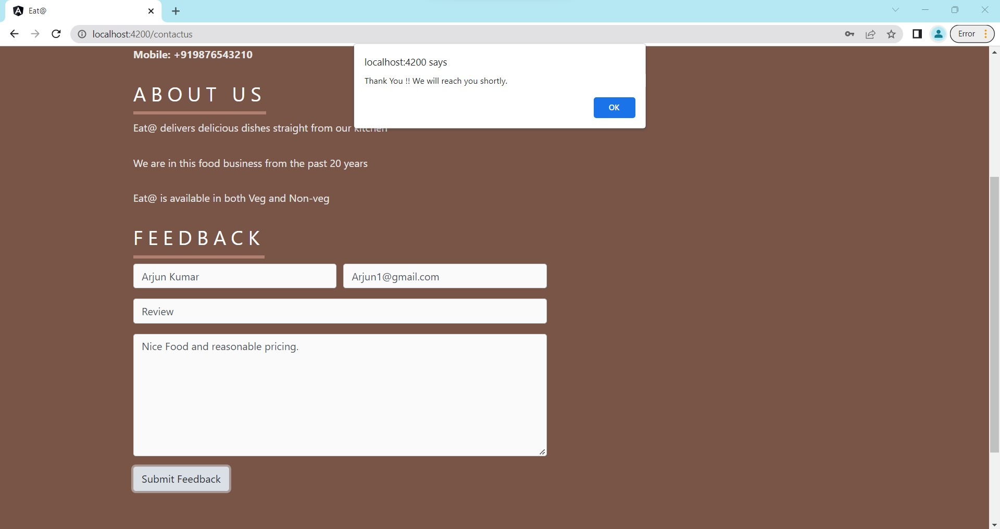 Eat@
localhost:4200/contactus
Error
localhost:4200 says
Thank You !! We will reach you shortly.
OK
Mobile: +919876543210
ABOUT US
Eat@ delivers delicious dishes straight from our kitchen
We are in this food business from the past 20 years
Eat@ is available in both Veg and Non-veg
FEEDBACK
Arjun Kumar
Arjun1@gmail.com
Review
Nice Food and reasonable pricing.
Submit Feedback